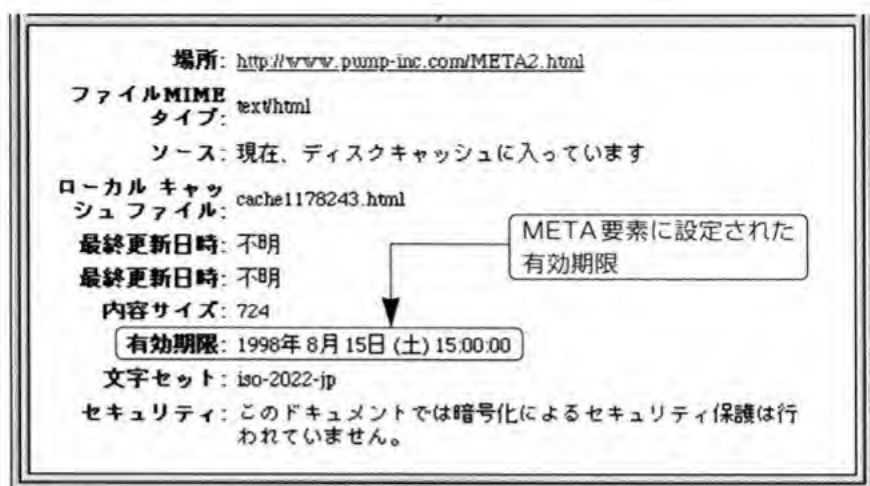 場所: http://www.pump-inc.com/META2.html
ファイルMIME
タイプ: text/html
ソース: 現在、ディスクキャッシュに入っています
ローカル キャッ
シュ ファイル: cache1178243.html
最終更新日時: 不明
最終更新日時: 不明
内容サイズ: 724
有効期限: 1998年 8月 15日 (土) 15:00:00
文字セット: iso-2022-jp
セキュリティ: このドキュメントでは暗号化によるセキュリティ保護は行
われていません。
META要素に設定された
有効期限